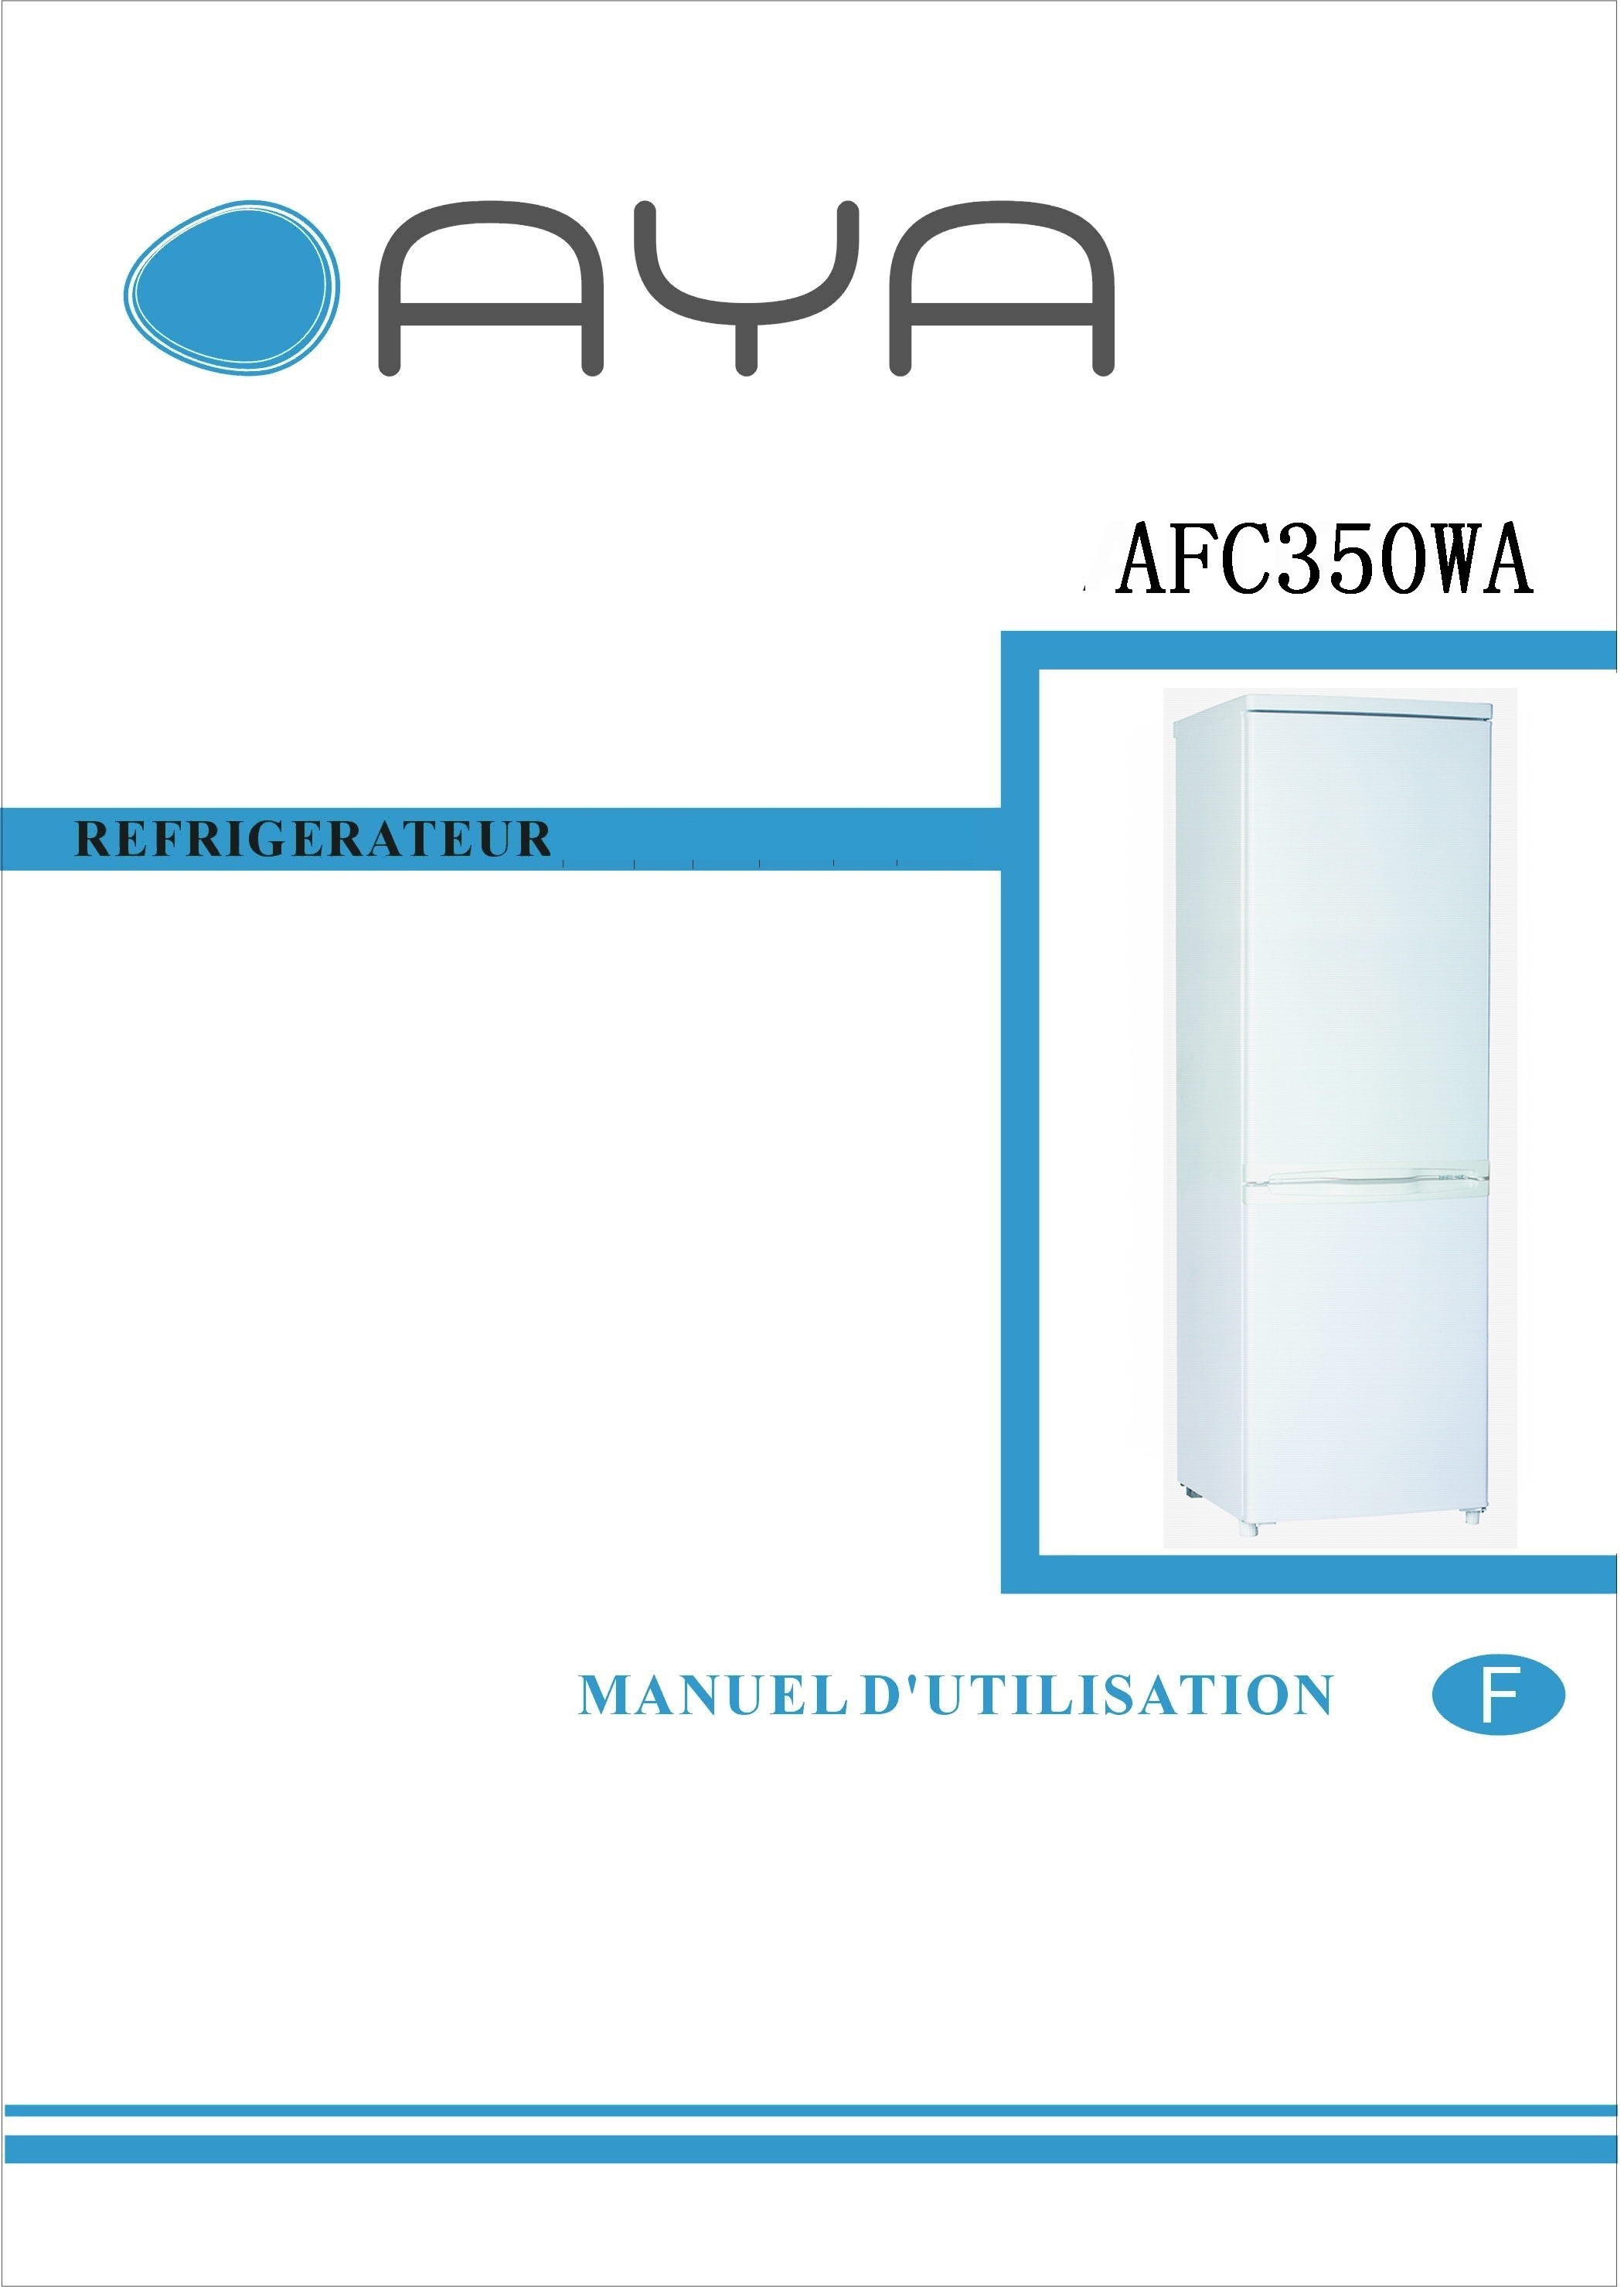 AYA
AFC350WA
REFRIGERATEUR
MANUEL D'UTILISATION
F